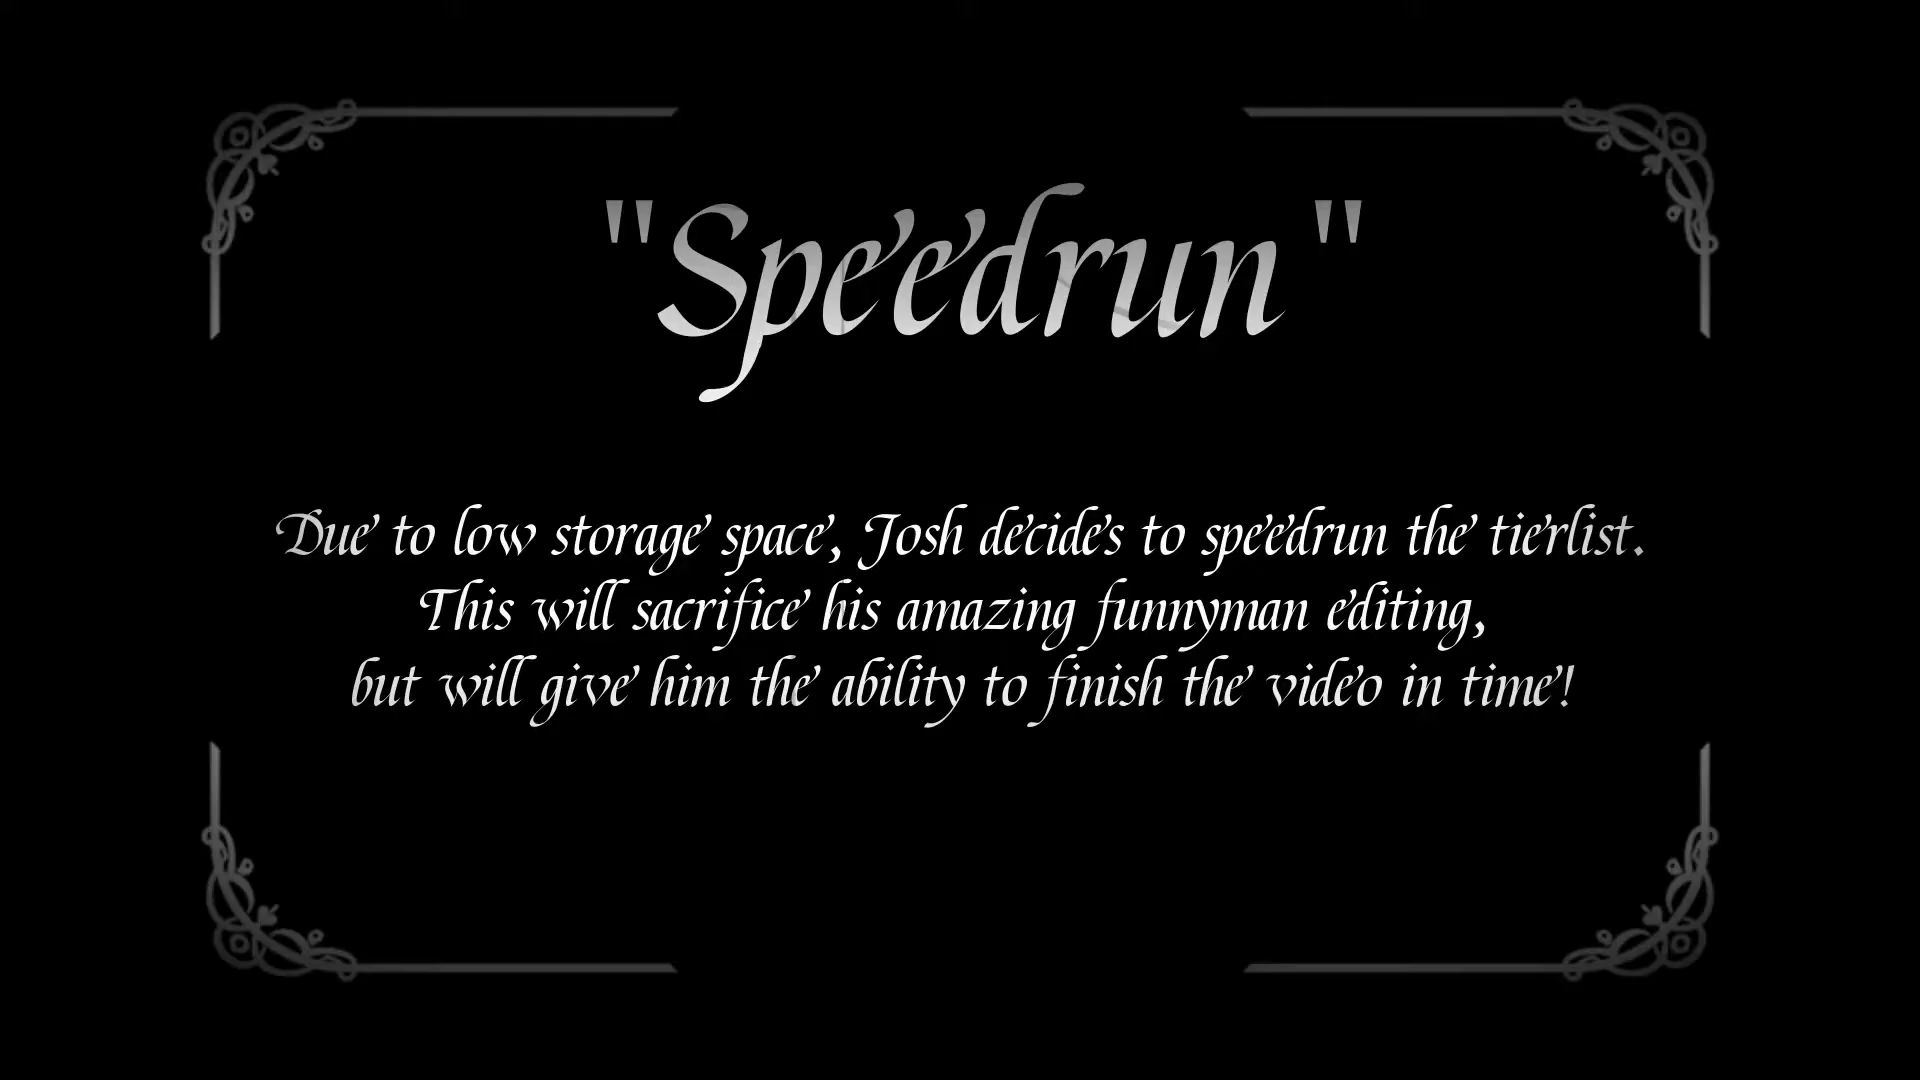 "Speedrun"
Due to low storage space, Josh decides to speedrun the tierlist.
This will sacrifice his amazing funnyman editing,
but will give him the ability to finish the video in time!